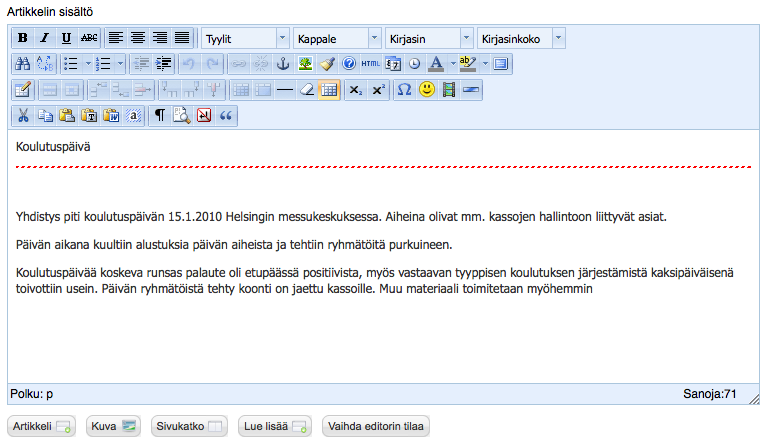 Artikkelin sisältö
B I U ABC Tyylit Kappale Kirjasin Kirjasinkoko
HTML A ab
x₂ x² Ω
T W a ¶ “
Koulutuspäivä
Yhdistys piti koulutuspäivän 15.1.2010 Helsingin messukeskuksessa. Aiheina olivat mm. kassojen hallintoon liittyvät asiat.
Päivän aikana kuultiin alustuksia päivän aiheista ja tehtiin ryhmätöitä purkuineen.
Koulutuspäivää koskeva runsas palaute oli etupäässä positiivista, myös vastaavan tyyppisen koulutuksen järjestämistä kaksipäiväisenä
toivottiin usein. Päivän ryhmätöistä tehty koonti on jaettu kassoille. Muu materiaali toimitetaan myöhemmin
Polku: p Sanoja:71
Artikkeli Kuva Sivukatko Lue lisää Vaihda editorin tilaa